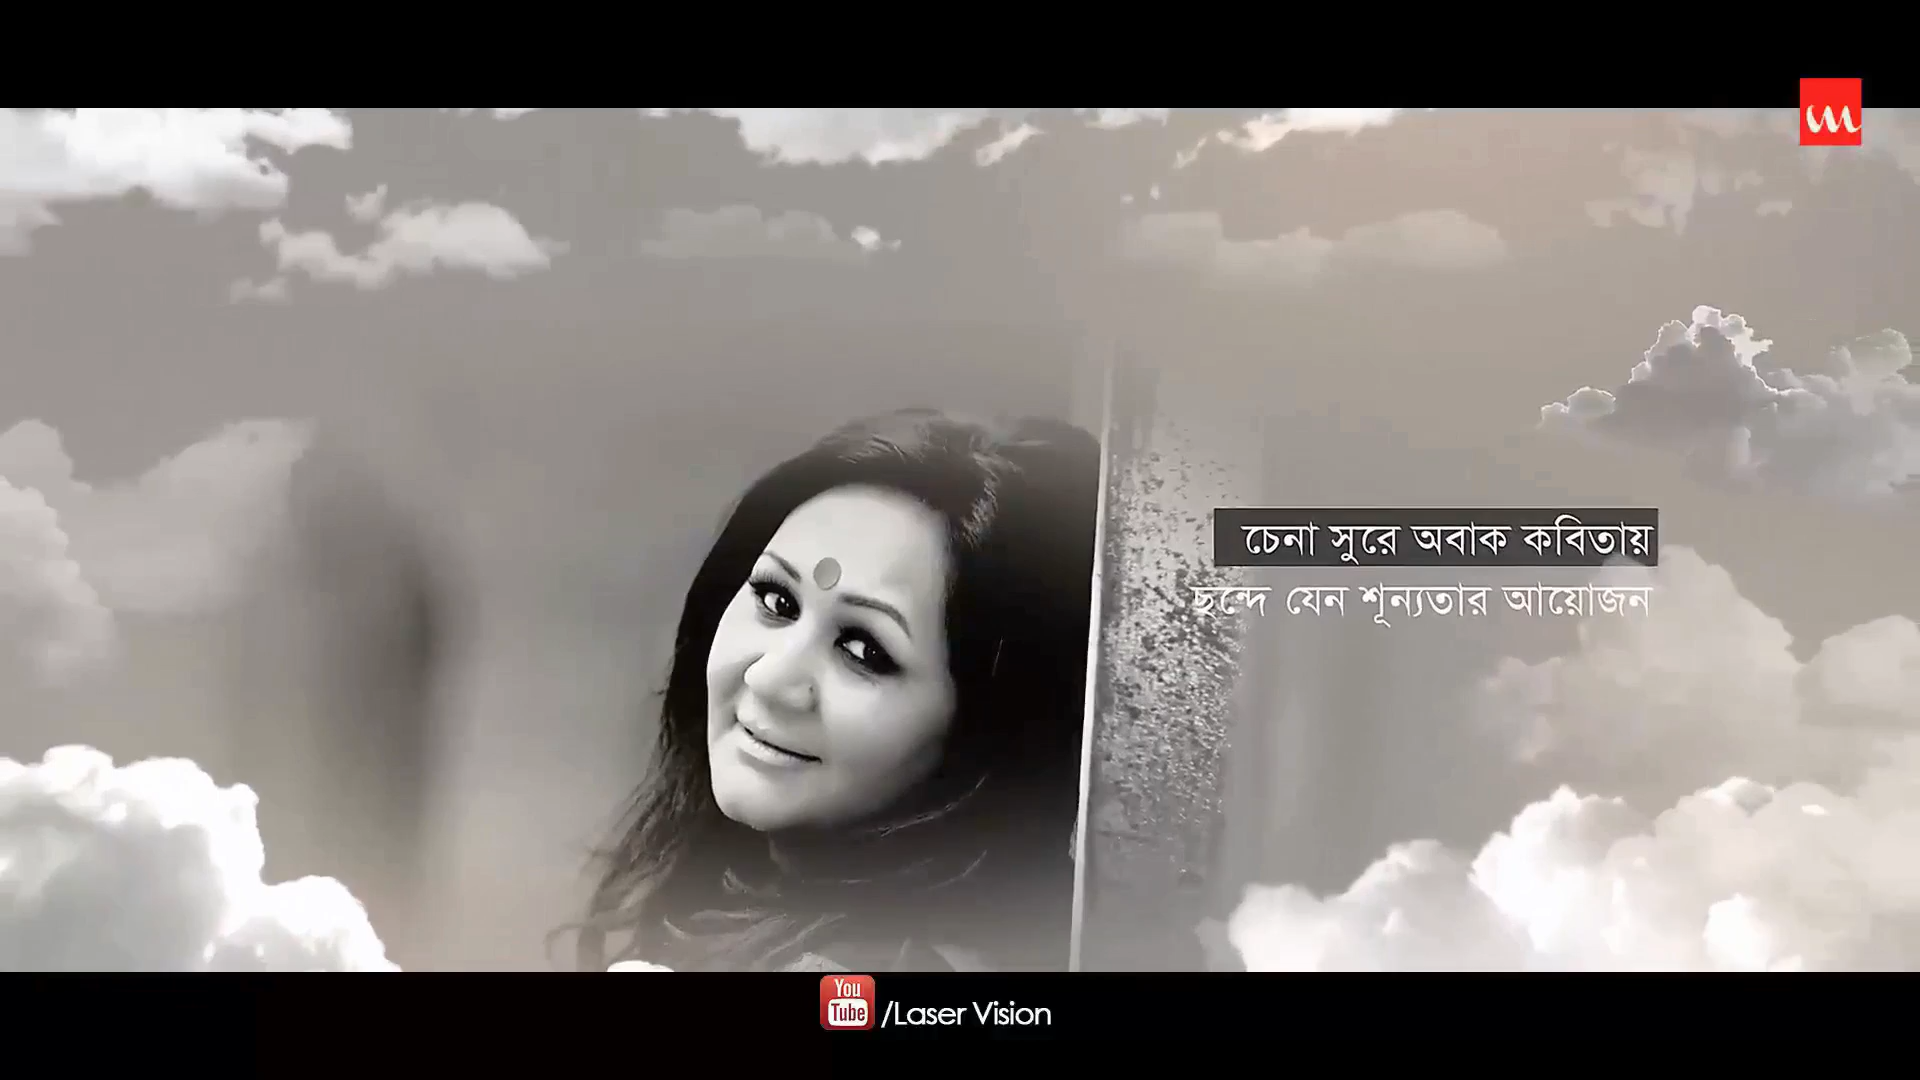 চেনা সুরে অবাক কবিতায়
ছন্দে যেন শূন্যতার আয়োজন
You
Tube /Laser Vision